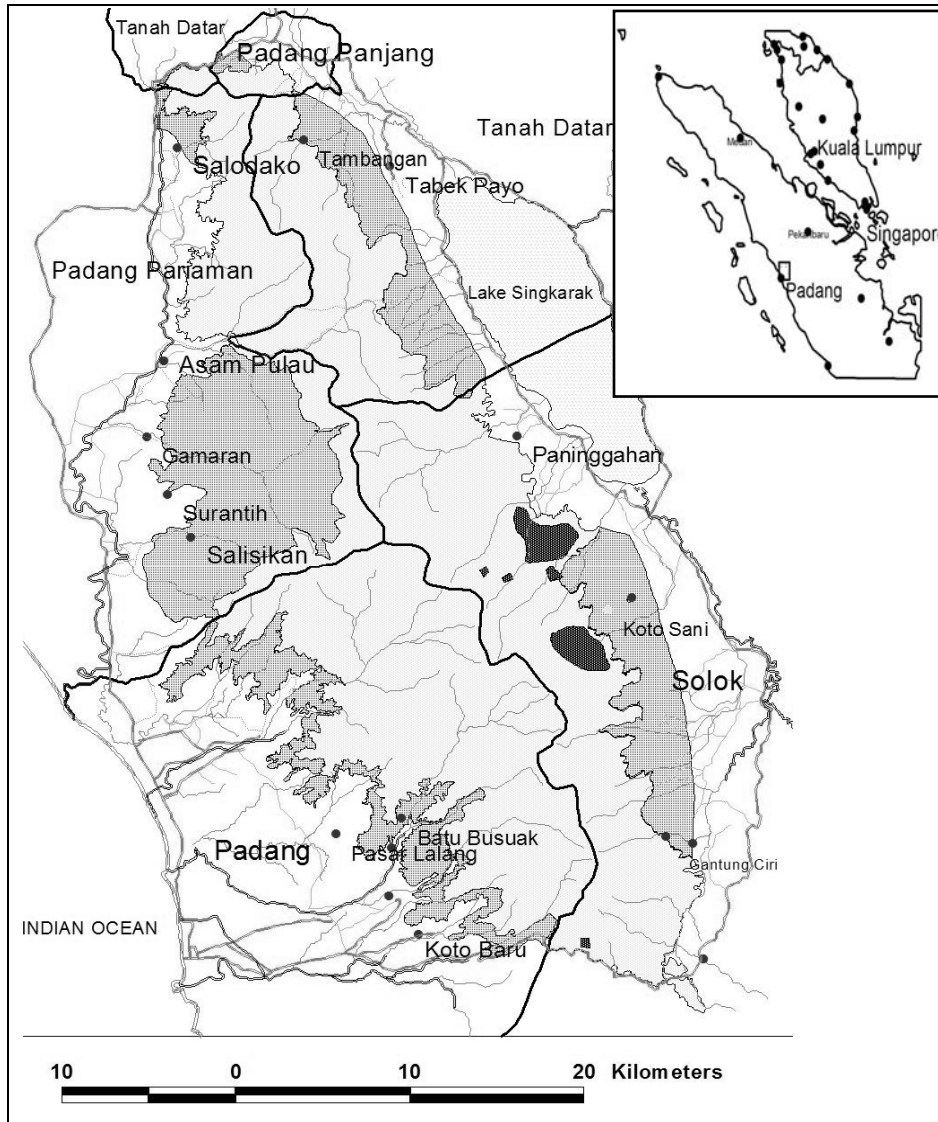 Tanah Datar
Padang Panjang
Tanah Datar
Salodako
Tambangan
Tabek Payo
Padang Panaman
Lake Singkarak
Asam Pulau
Gamaran
Paninggahan
Surantih
Salisikan
Koto Sani
Solok
Batu Busuak
Padang
Pasar Lalang
Gantung Ciri
INDIAN OCEAN
Koto Baru
10 0 10 20 Kilometers
Medan
Kuala Lumpur
Pekanbaru
Singapore
Padang